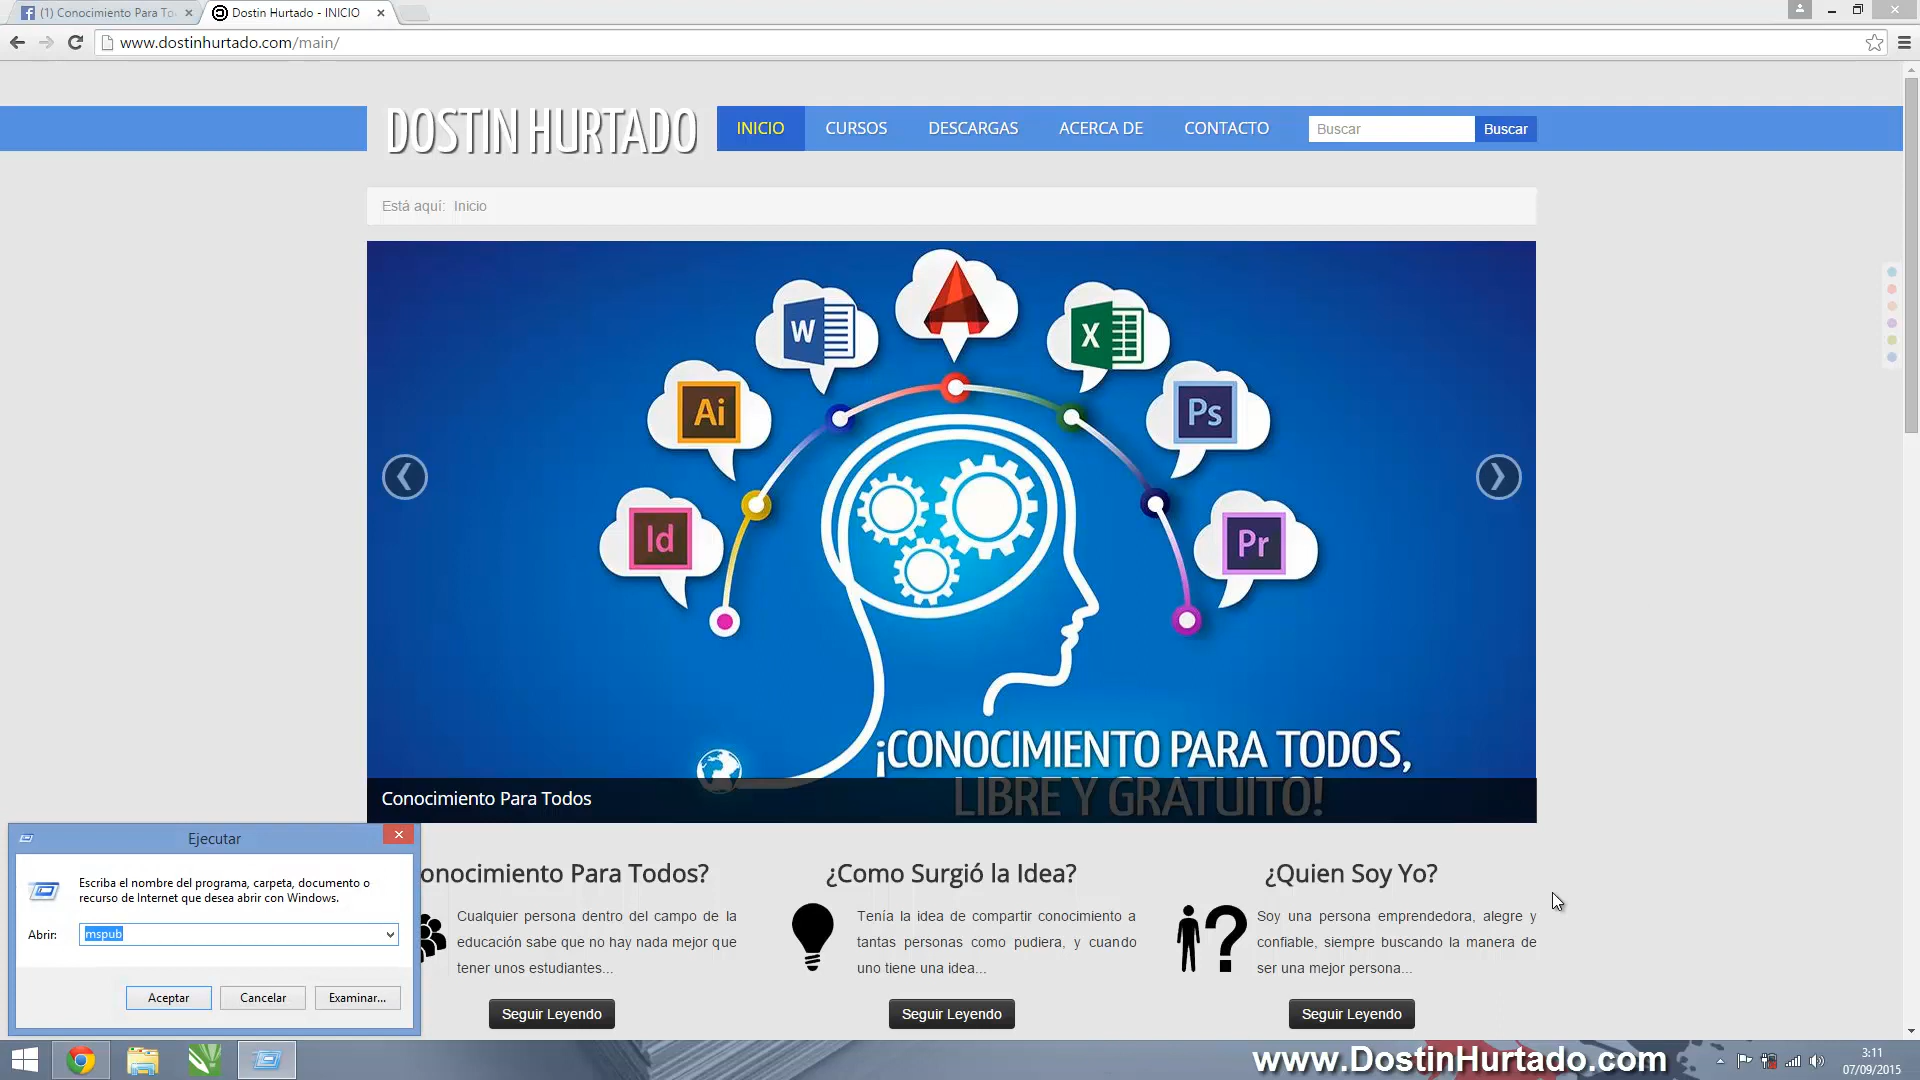 (1) Conocimiento Para To
Dostin Hurtado - INICIO
www.dostinhurtado.com/main/
DOSTIN HURTADO
INICIO
CURSOS
DESCARGAS
ACERCA DE
CONTACTO
Buscar
Buscar
Está aquí: Inicio
W
X
Ai
Ps
Id
Pr
¡CONOCIMIENTO PARA TODOS,
LIBRE Y GRATUITO!
Conocimiento Para Todos
onocimiento Para Todos?
Cualquier persona dentro del campo de la
educación sabe que no hay nada mejor que
tener unos estudiantes...
Seguir Leyendo
¿Como Surgió la Idea?
Tenía la idea de compartir conocimiento a
tantas personas como pudiera, y cuando
uno tiene una idea...
Seguir Leyendo
¿Quien Soy Yo?
Soy una persona emprendedora, alegre y
confiable, siempre buscando la manera de
ser una mejor persona...
Seguir Leyendo
Ejecutar
Escriba el nombre del programa, carpeta, documento o
recurso de Internet que desea abrir con Windows.
Abrir:
mspub
Aceptar
Cancelar
Examinar...
www.DostinHurtado.com
3:11
07/09/2015